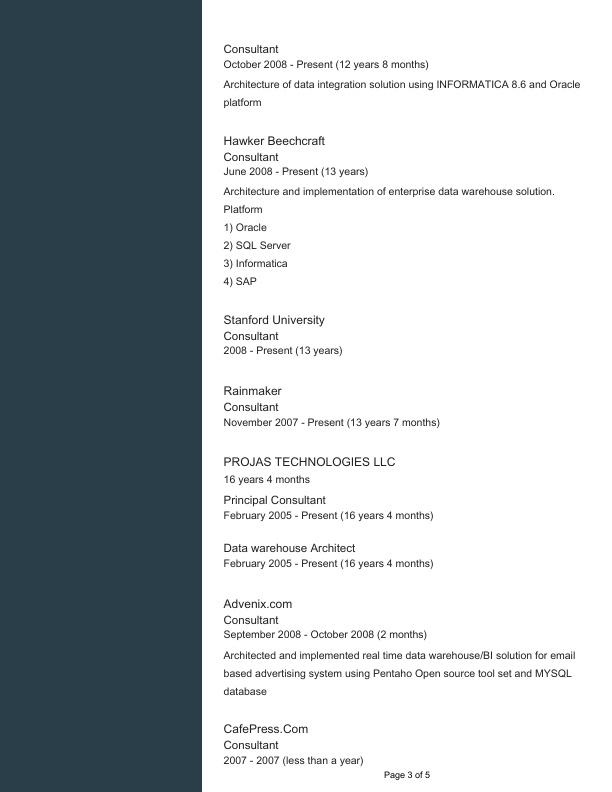 Consultant
October 2008 - Present (12 years 8 months)
Architecture of data integration solution using INFORMATICA 8.6 and Oracle
platform
Hawker Beechcraft
Consultant
June 2008 - Present (13 years)
Architecture and implementation of enterprise data warehouse solution.
Platform
1) Oracle
2) SQL Server
3) Informatica
4) SAP
Stanford University
Consultant
2008 - Present (13 years)
Rainmaker
Consultant
November 2007 - Present (13 years 7 months)
PROJAS TECHNOLOGIES LLC
16 years 4 months
Principal Consultant
February 2005 - Present (16 years 4 months)
Data warehouse Architect
February 2005 - Present (16 years 4 months)
Advenix.com
Consultant
September 2008 - October 2008 (2 months)
Architected and implemented real time data warehouse/BI solution for email
based advertising system using Pentaho Open source tool set and MYSQL
database
CafePress.Com
Consultant
2007 - 2007 (less than a year)
Page 3 of 5